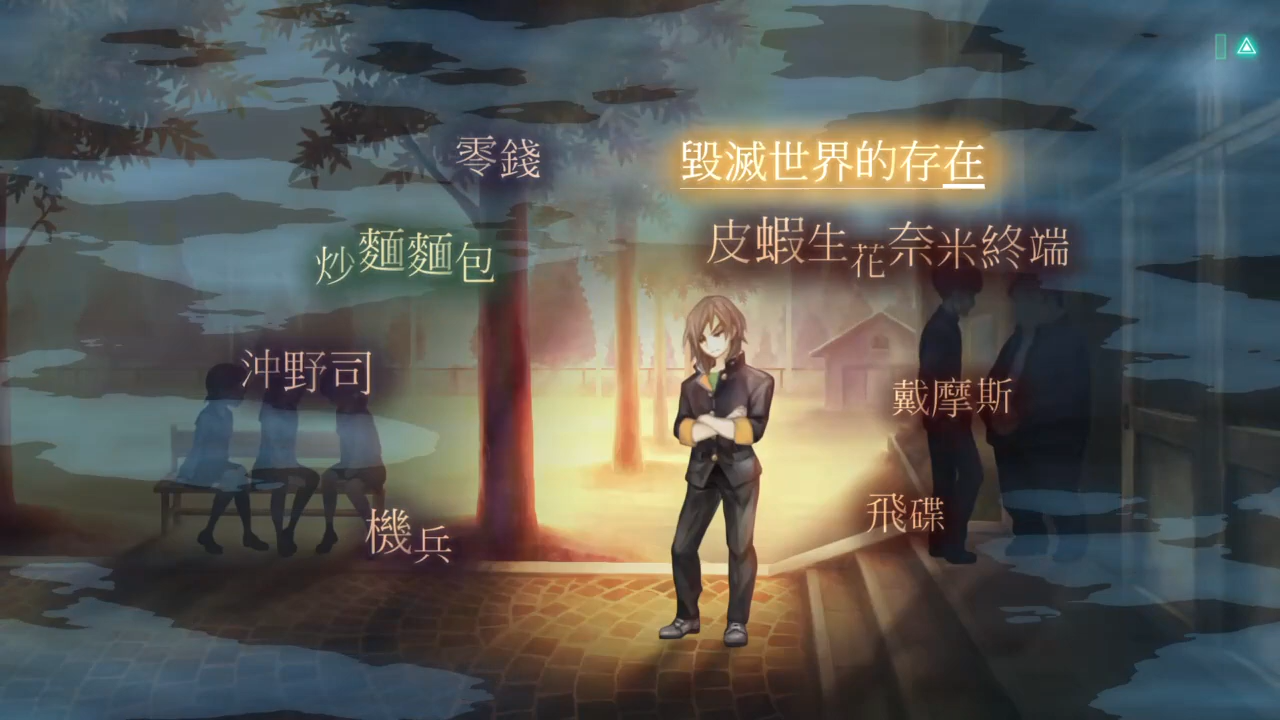 零錢
毀滅世界的存在
炒麵麵包
皮蝦生花奈米終端
沖野司
戴摩斯
機兵
飛碟